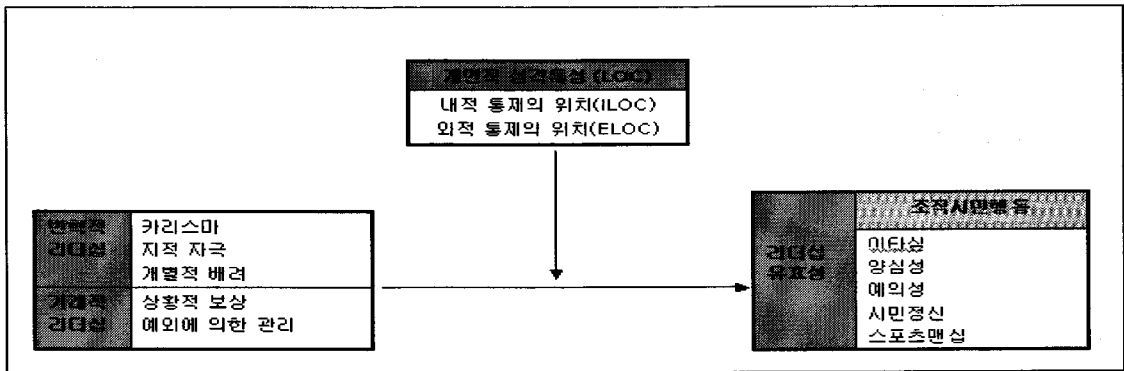 개인적 성격특성 (LOC)
내적 통제의 위치(ILOC)
외적 통제의 위치(ELOC)
변혁적
리더십
카리스마
지적 자극
개별적 배려
거래적
리더십
상황적 보상
예외에 의한 관리
리더십
유효성
조직시민행동
이타심
양심성
예의성
시민정신
스포츠맨십